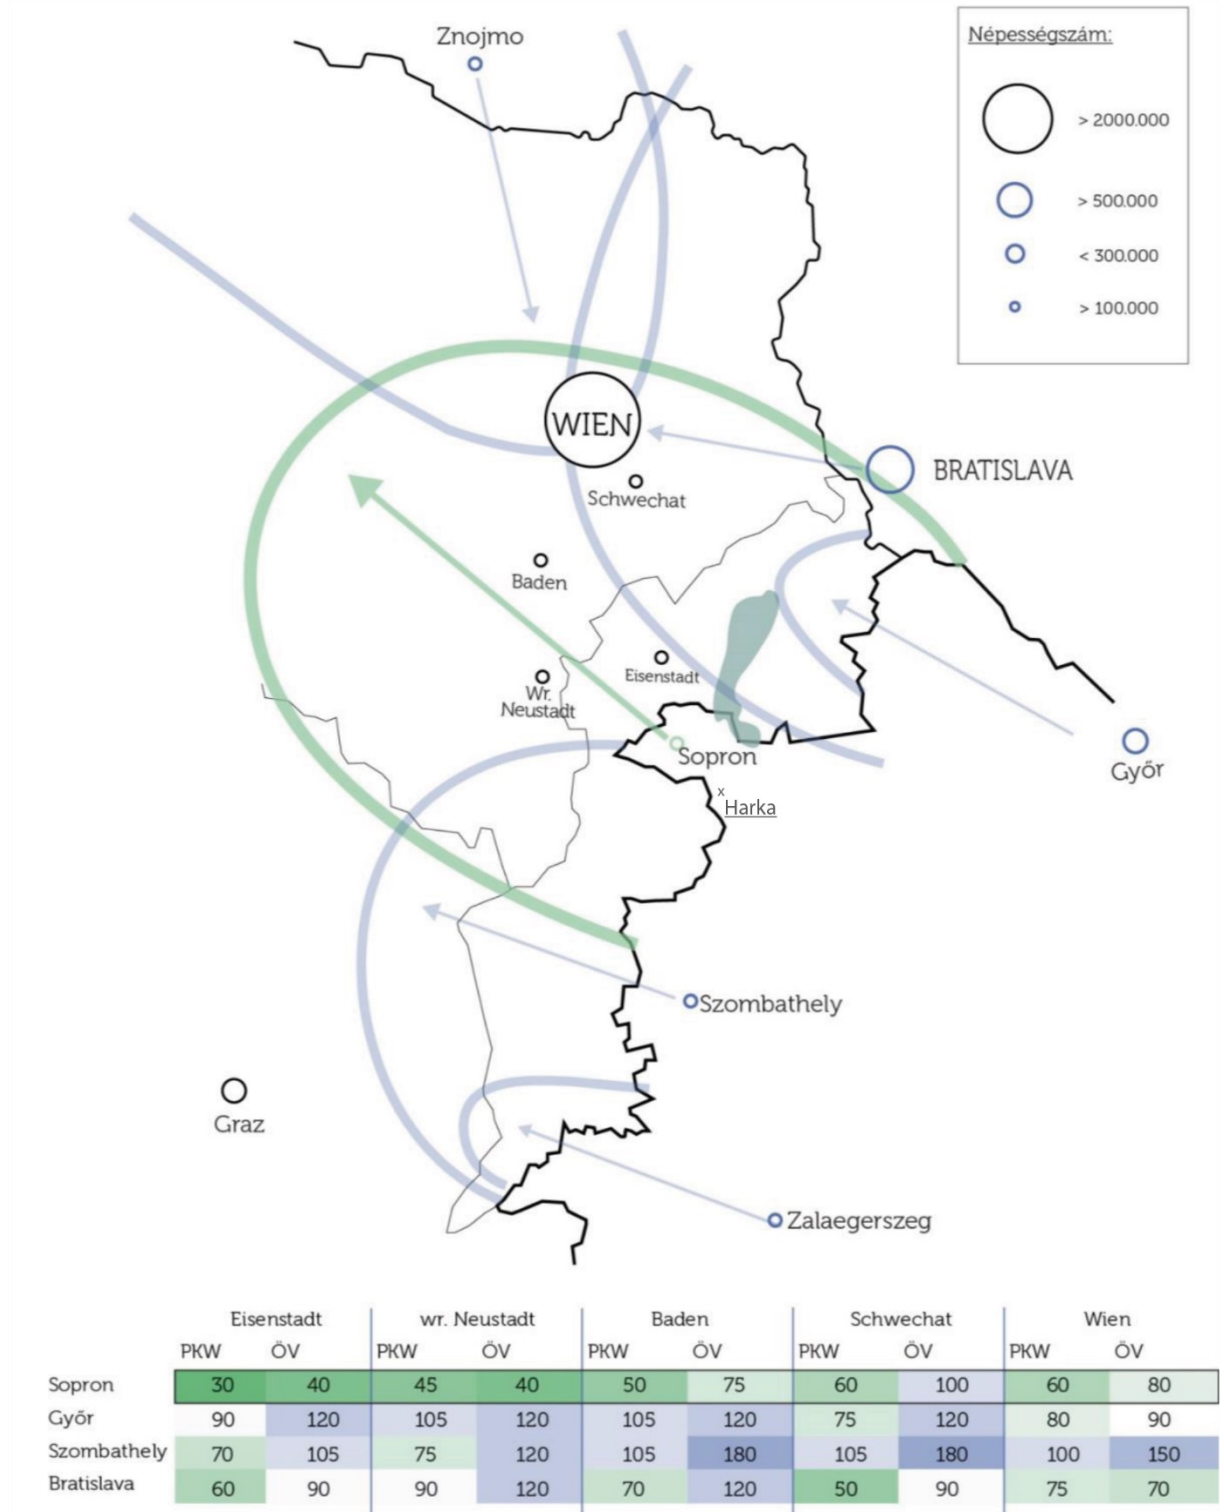 Znojmo
Népességszám:
> 2000.000
> 500.000
< 300.000
> 100.000
WIEN
BRATISLAVA
Schwechat
Baden
Eisenstadt
Wr.
Neustadt
Sopron
Győr
x
Harka
Szombathely
Graz
Zalaegerszeg
Eisenstadt wr. Neustadt Baden Schwechat Wien
PKW ÖV PKW ÖV PKW ÖV PKW ÖV PKW ÖV
Sopron 30 40 45 40 50 75 60 100 60 80
Győr 90 120 105 120 105 120 75 120 80 90
Szombathely 70 105 75 120 105 180 105 180 100 150
Bratislava 60 90 90 120 70 120 50 90 75 70